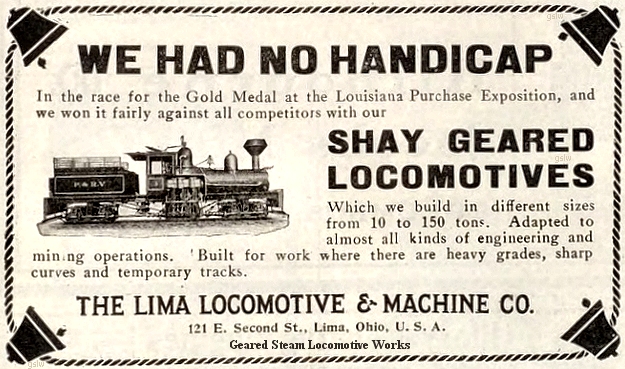 WE HAD NO HANDICAP
In the race for the Gold Medal at the Louisiana Purchase Exposition, and
we won it fairly against all competitors with our
SHAY GEARED
LOCOMOTIVES
Which we build in different sizes
from 10 to 150 tons. Adapted to
almost all kinds of engineering and
mining operations. Built for work where there are heavy grades, sharp
curves and temporary tracks.
THE LIMA LOCOMOTIVE & MACHINE CO.
121 E. Second St., Lima, Ohio, U. S. A.
Geared Steam Locomotive Works
gslw
gslw
gslw
gslw